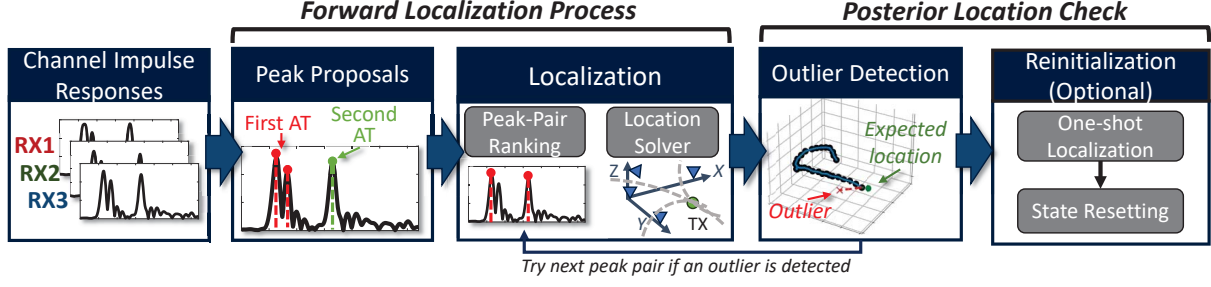 Forward Localization Process
Posterior Location Check
Channel Impulse
Responses
RX1
RX2
RX3
Peak Proposals
First AT
Second
AT
Localization
Peak-Pair
Ranking
Location
Solver
Z
X
Y
TX
Outlier Detection
Expected
location
Outlier
Reinitialization
(Optional)
One-shot
Localization
State Resetting
Try next peak pair if an outlier is detected